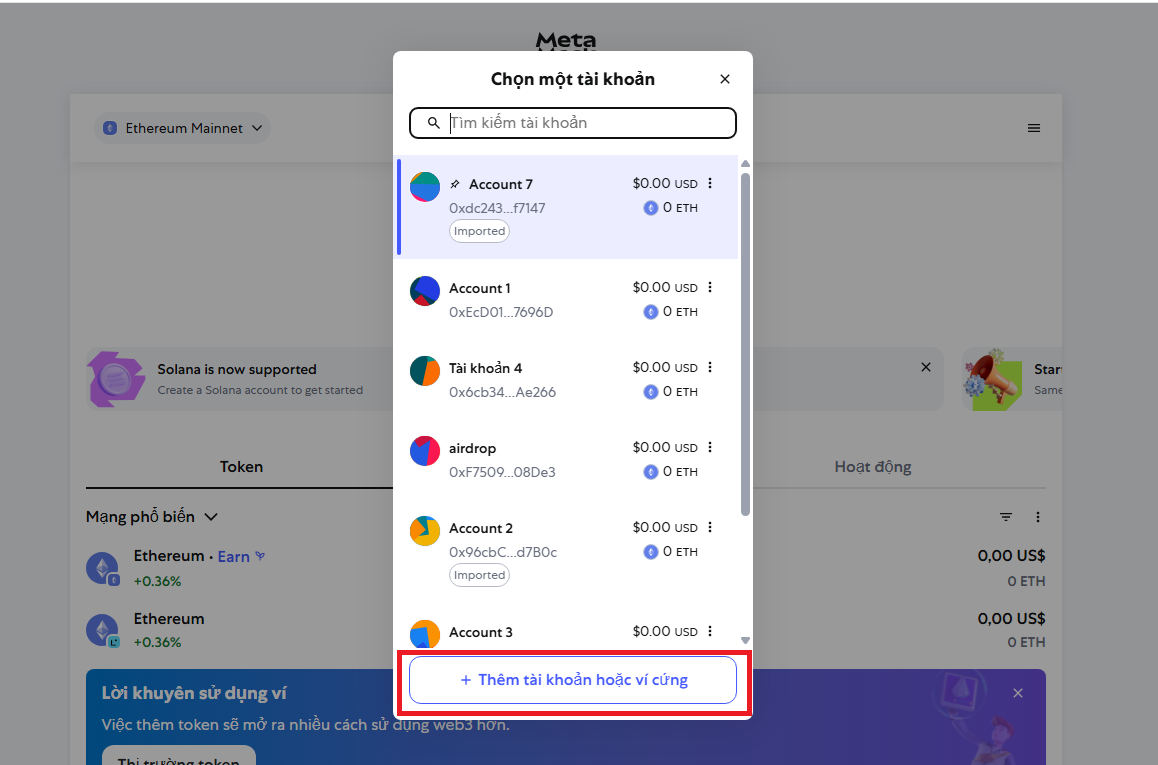 Meta
Chọn một tài khoản
Ethereum Mainnet
Tìm kiếm tài khoản
Account 7
$0.00 USD
0xdc243...f7147
0 ETH
Imported
Account 1
$0.00 USD
0xEcD01...7696D
0 ETH
Solana is now supported
Create a Solana account to get started
Tài khoản 4
$0.00 USD
0x6cb34...Ae266
0 ETH
Star
Same
Token
airdrop
$0.00 USD
0xF7509...08De3
0 ETH
Hoạt động
Mạng phổ biến
Account 2
$0.00 USD
0x96cbC...d7B0c
0 ETH
Imported
Ethereum • Earn
+0.36%
0,00 US$
0 ETH
Ethereum
+0.36%
0,00 US$
0 ETH
Account 3
$0.00 USD
+ Thêm tài khoản hoặc ví cứng
Lời khuyên sử dụng ví
Việc thêm token sẽ mở ra nhiều cách sử dụng web3 hơn.
Thị trường token